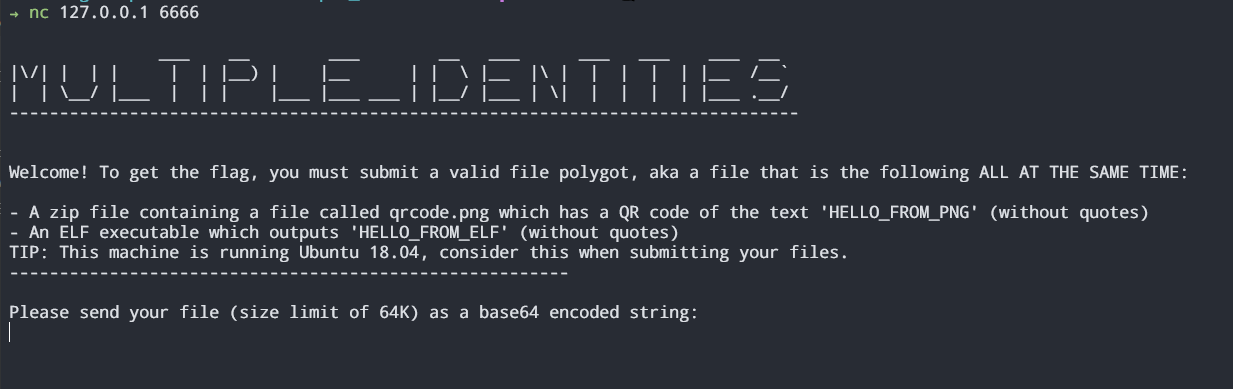 → nc 127.0.0.1 6666
MULTIPLE_IDENTITIES
--------------------------------------------------------------------------------
Welcome! To get the flag, you must submit a valid file polygot, aka a file that is the following ALL AT THE SAME TIME:
- A zip file containing a file called qrcode.png which has a QR code of the text 'HELLO_FROM_PNG' (without quotes)
- An ELF executable which outputs 'HELLO_FROM_ELF' (without quotes)
TIP: This machine is running Ubuntu 18.04, consider this when submitting your files.
--------------------------------------------------------
Please send your file (size limit of 64K) as a base64 encoded string: